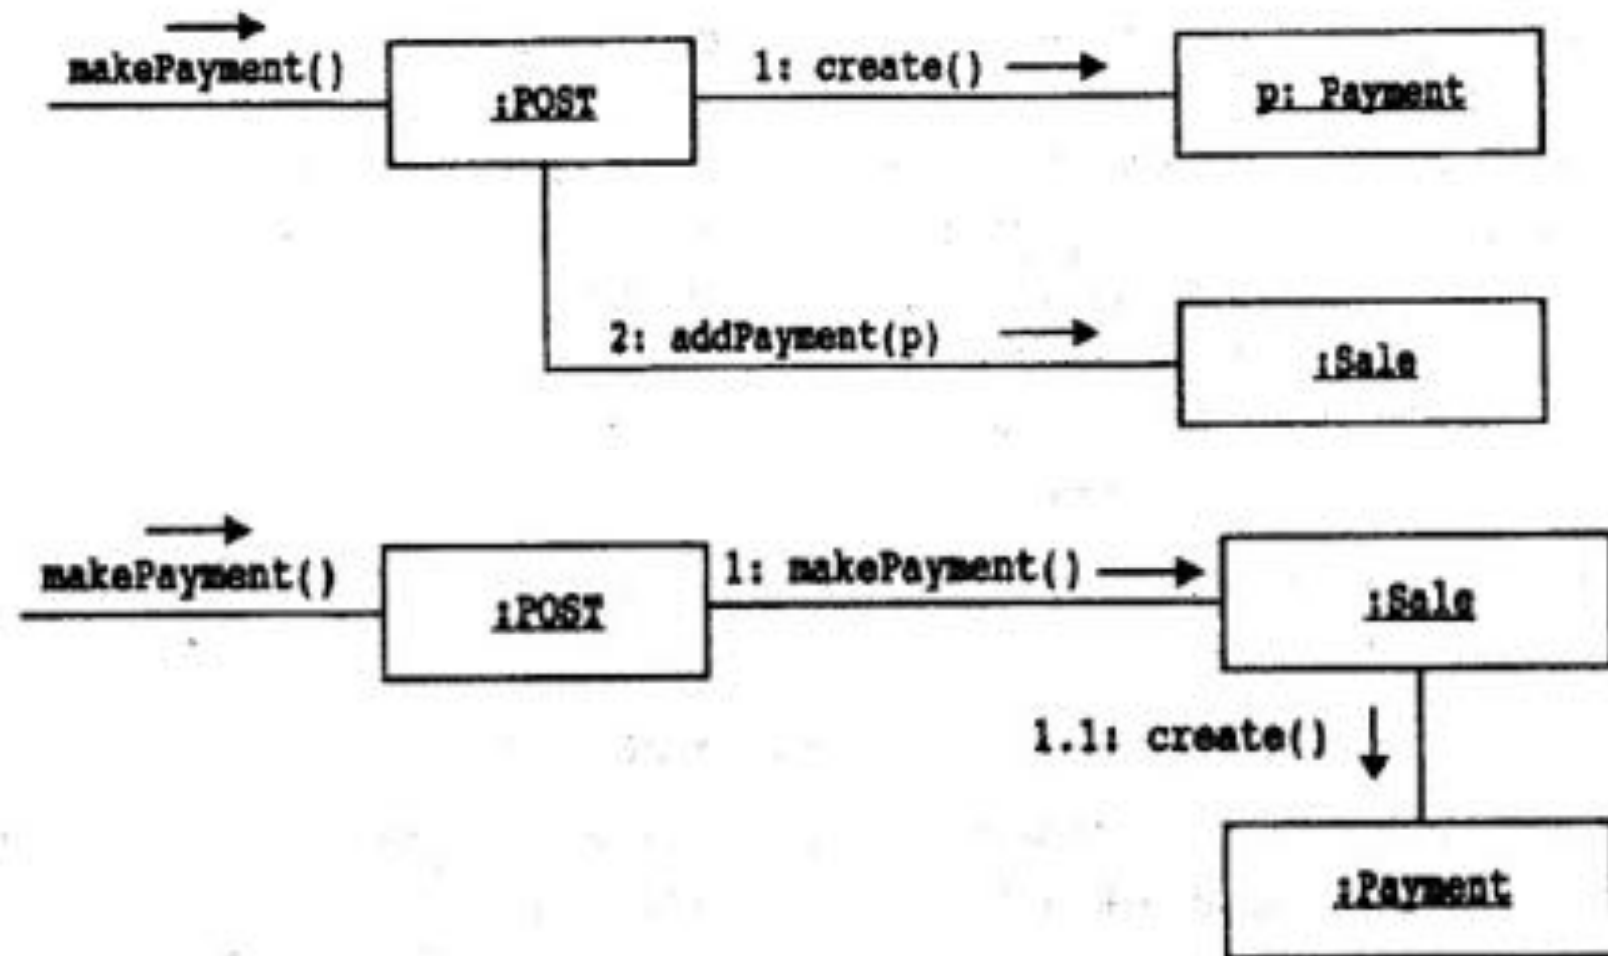 makePayment()
:POST
1: create()
p: Payment
2: addPayment(p)
:Sale
makePayment()
:POST
1: makePayment()
:Sale
1.1: create()
:Payment